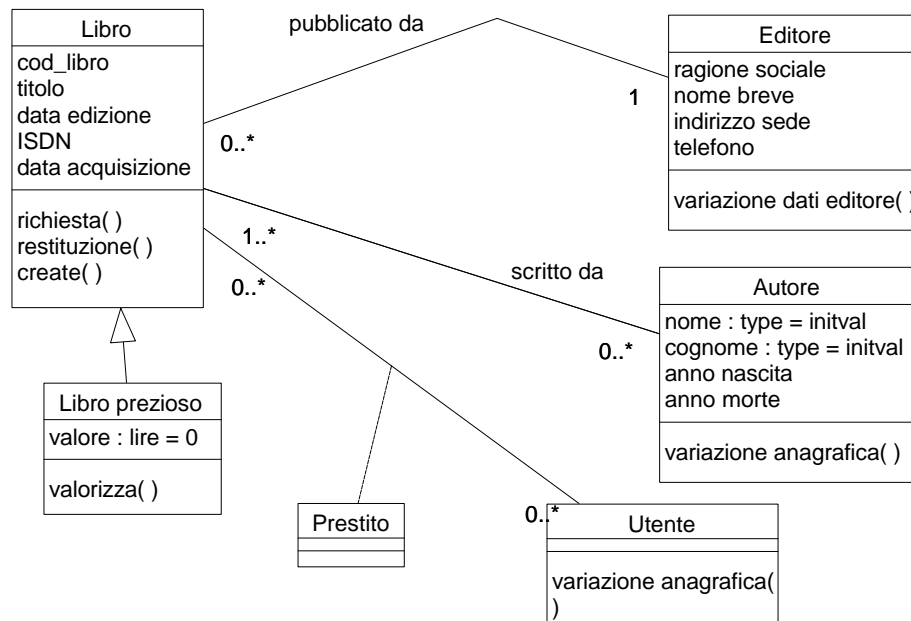 Libro
cod_libro
titolo
data edizione
ISDN
data acquisizione
richiesta( )
restituzione( )
create( )
pubblicato da
0..*
1
Editore
ragione sociale
nome breve
indirizzo sede
telefono
variazione dati editore( )
1..*
scritto da
0..*
0..*
Autore
nome : type = initval
cognome : type = initval
anno nascita
anno morte
variazione anagrafica( )
Libro prezioso
valore : lire = 0
valorizza( )
Prestito
0..*
Utente
variazione anagrafica(
)